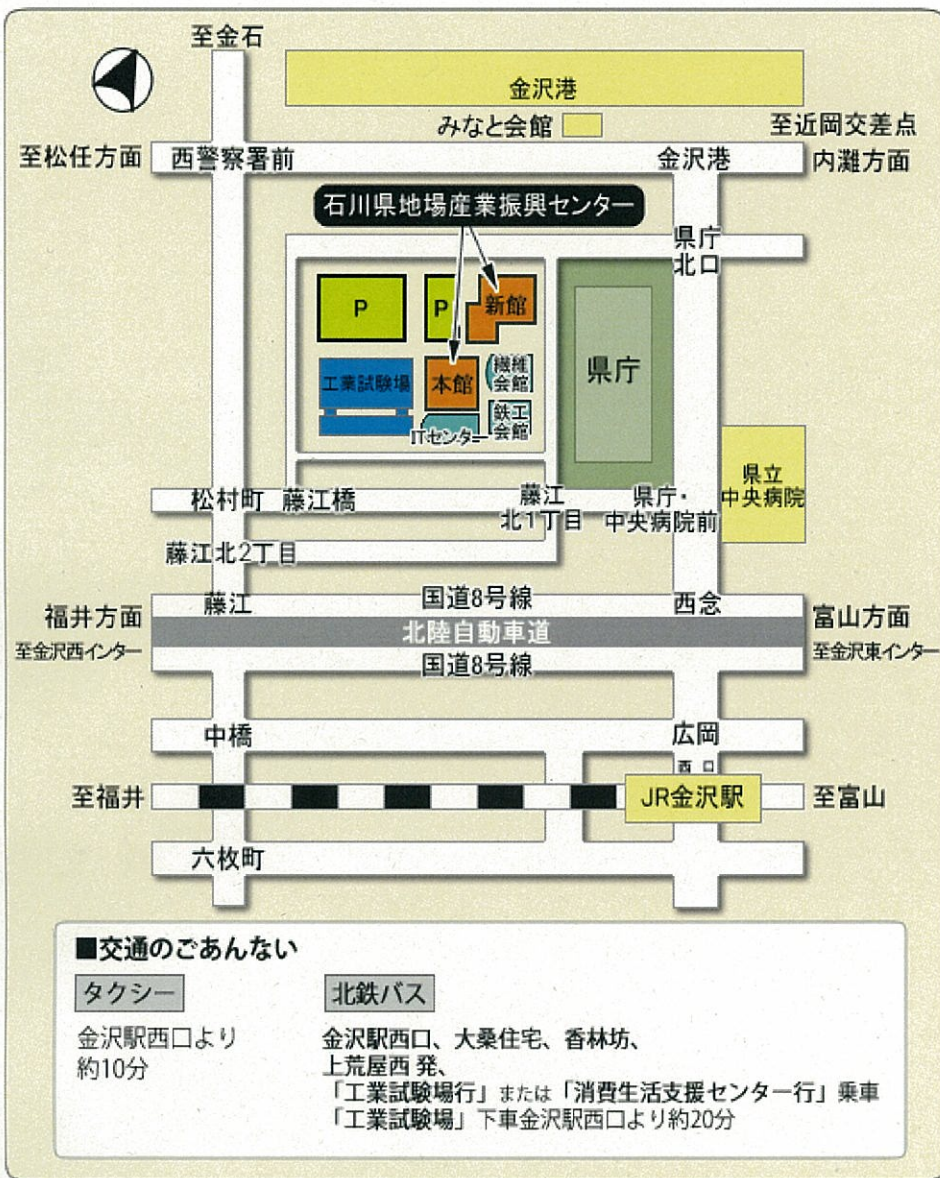 至金石
金沢港
みなと会館
至近岡交差点
至松任方面
西警察署前
金沢港
内灘方面
石川県地場産業振興センター
県庁
北口
P
P
新館
県庁
工業試験場
本館
繊維
会館
鉄工
会館
ITセンター
県立
中央病院
松村町
藤江橋
藤江
北1丁目
県庁・
中央病院前
藤江北2丁目
福井方面
藤江
国道8号線
西念
富山方面
北陸自動車道
至金沢西インター
国道8号線
至金沢東インター
中橋
広岡
西口
至福井
JR金沢駅
至富山
六枚町
■交通のごあんない
タクシー
金沢駅西口より
約10分
北鉄バス
金沢駅西口、大桑住宅、香林坊、
上荒屋西 発、
「工業試験場行」または「消費生活支援センター行」乗車
「工業試験場」下車金沢駅西口より約20分